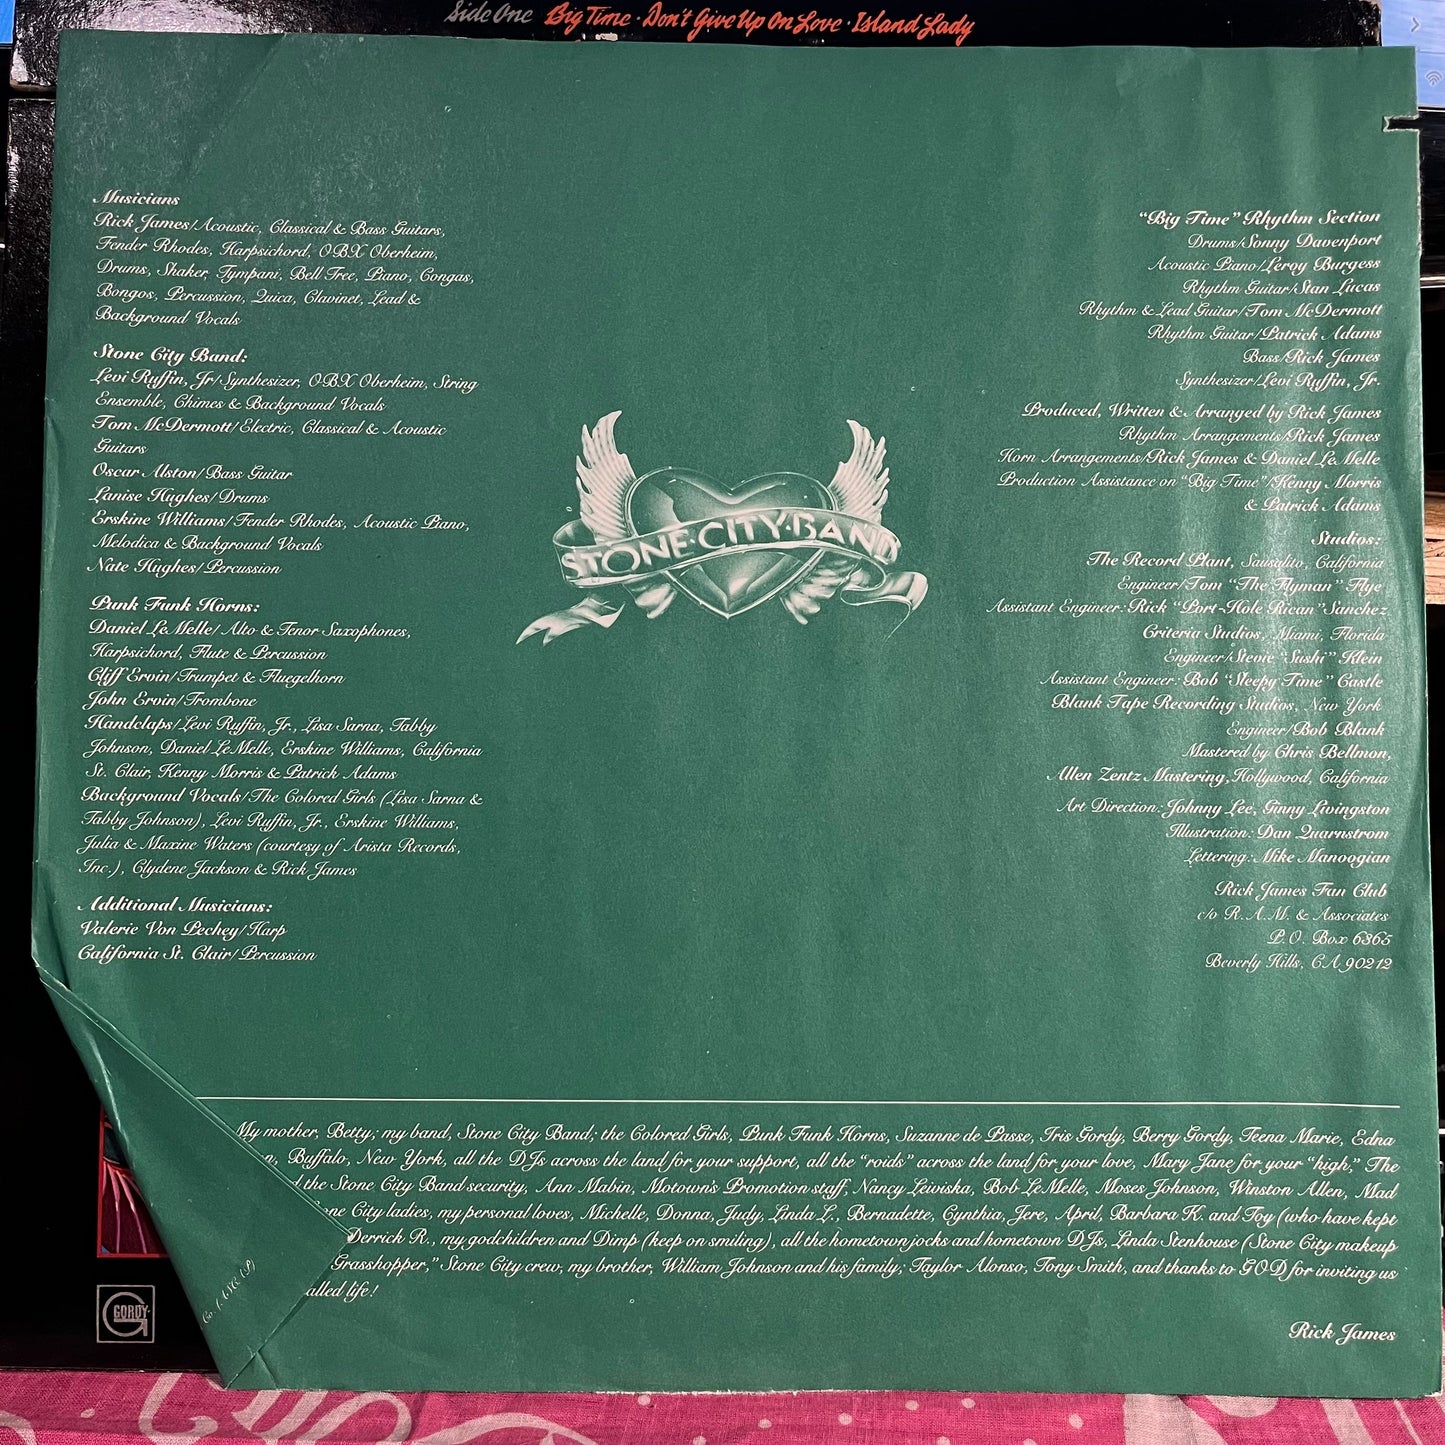 Side One Big Time · Don't Give Up On Love · Island Lady
Musicians
Rick James/Acoustic, Classical & Bass Guitars,
Fender Rhodes, Harpsichord, OBX Oberheim,
Drums, Shaker, Tympani, Bell Tree, Piano, Congas,
Bongos, Percussion, Quica, Clavinet, Lead &
Background Vocals
Stone City Band:
Levi Ruffin, Jr/Synthesizer, OBX Oberheim, String
Ensemble, Chimes & Background Vocals
Tom McDermott/Electric, Classical & Acoustic
Guitars
Oscar Alston/Bass Guitar
Lanise Hughes/Drums
Erskine Williams/Fender Rhodes, Acoustic Piano,
Melodica & Background Vocals
Nate Hughes/Percussion
Punk Funk Horns:
Daniel LeMelle/Alto & Tenor Saxophones,
Harpsichord, Flute & Percussion
Cliff Ervin/Trumpet & Fluegelhorn
John Ervin/Trombone
Handclaps/Levi Ruffin, Jr., Lisa Sarna, Tabby
Johnson, Daniel LeMelle, Erskine Williams, California
St. Clair, Kenny Morris & Patrick Adams
Background Vocals/The Colored Girls (Lisa Sarna &
Tabby Johnson), Levi Ruffin, Jr., Erskine Williams,
Julia & Maxine Waters (courtesy of Arista Records,
Inc.), Clydene Jackson & Rick James
Additional Musicians:
Valerie Von Pechey/Harp
California St. Clair/Percussion
STONE·CITY·BAND
"Big Time" Rhythm Section
Drums/Sonny Davenport
Acoustic Piano/Leroy Burgess
Rhythm Guitar/Stan Lucas
Rhythm & Lead Guitar/Tom McDermott
Rhythm Guitar/Patrick Adams
Bass/Rick James
Synthesizer/Levi Ruffin, Jr.
Produced, Written & Arranged by Rick James
Rhythm Arrangements/Rick James
Horn Arrangements/Rick James & Daniel LeMelle
Production Assistance on "Big Time"/Kenny Morris
& Patrick Adams
Studios:
The Record Plant, Sausalito, California
Engineer/Tom "The Flyman" Flye
Assistant Engineer: Rick "Port-Hole Rican" Sanchez
Criteria Studios, Miami, Florida
Engineer/Stevie "Sushi" Klein
Assistant Engineer: Bob "Sleepy Time" Castle
Blank Tape Recording Studios, New York
Engineer/Bob Blank
Mastered by Chris Bellmon,
Allen Zentz Mastering, Hollywood, California
Art Direction: Johnny Lee, Ginny Livingston
Illustration: Dan Quarnstrom
Lettering: Mike Manoogian
Rick James Fan Club
c/o R.A.M. & Associates
P.O. Box 6365
Beverly Hills, CA 90212
My mother, Betty; my band, Stone City Band; the Colored Girls, Punk Funk Horns, Suzanne de Passe, Iris Gordy, Berry Gordy, Teena Marie, Edna
n, Buffalo, New York, all the DJs across the land for your support, all the "roids" across the land for your love, Mary Jane for your "high," The
d the Stone City Band security, Ann Mabin, Motown's Promotion staff, Nancy Leiviska, Bob LeMelle, Moses Johnson, Winston Allen, Mad
one City ladies, my personal loves, Michelle, Donna, Judy, Linda L., Bernadette, Cynthia, Jere, April, Barbara K. and Toy (who have kept
Derrick R., my godchildren and Dimp (keep on smiling), all the hometown jocks and hometown DJs, Linda Stenhouse (Stone City makeup
Grasshopper," Stone City crew, my brother, William Johnson and his family; Taylor Alonso, Tony Smith, and thanks to GOD for inviting us
alled life!
Rick James
GORDY